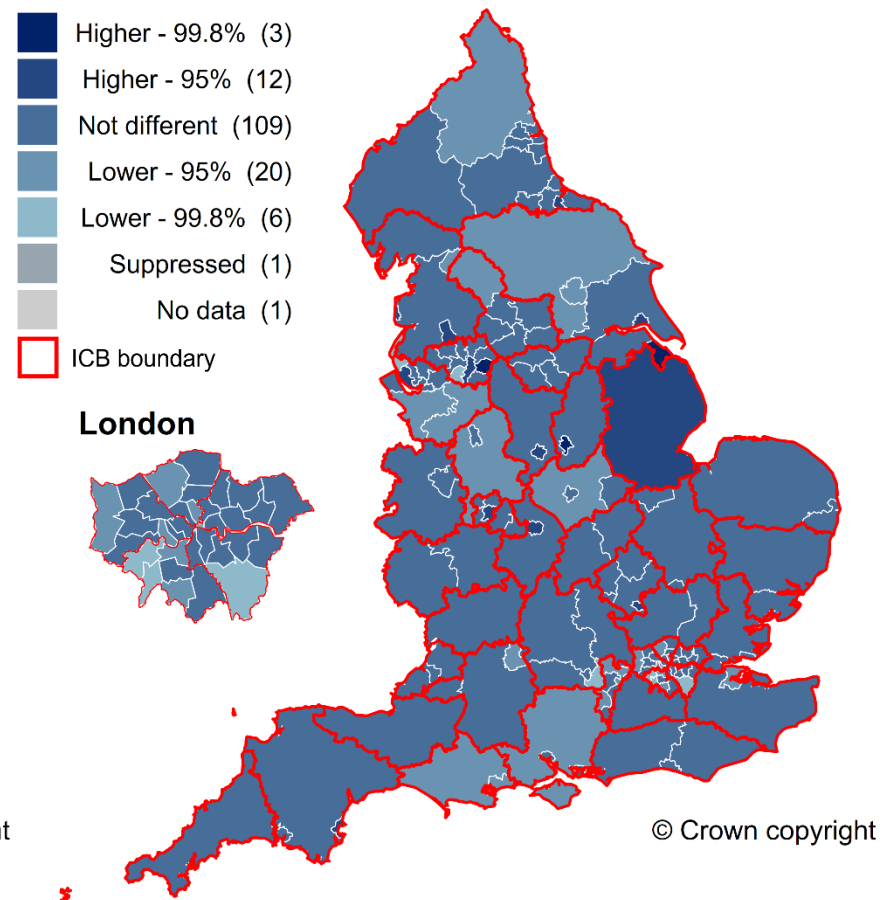 Higher - 99.8% (3)
Higher - 95% (12)
Not different (109)
Lower - 95% (20)
Lower - 99.8% (6)
Suppressed (1)
No data (1)
ICB boundary
London
nt
© Crown copyright